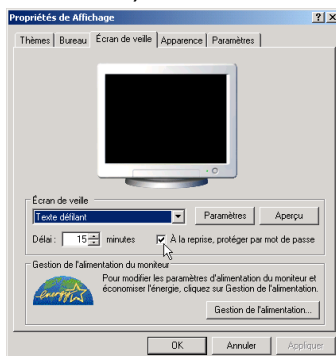 Propriétés de Affichage
Thèmes Bureau Écran de veille Apparence Paramètres
Écran de veille
Texte défilant Paramètres Aperçu
Délai : 15 minutes À la reprise, protéger par mot de passe
Gestion de l'alimentation du moniteur
Pour modifier les paramètres d'alimentation du moniteur et
économiser l'énergie, cliquez sur Gestion de l'alimentation.
energy
Gestion de l'alimentation...
OK Annuler Appliquer